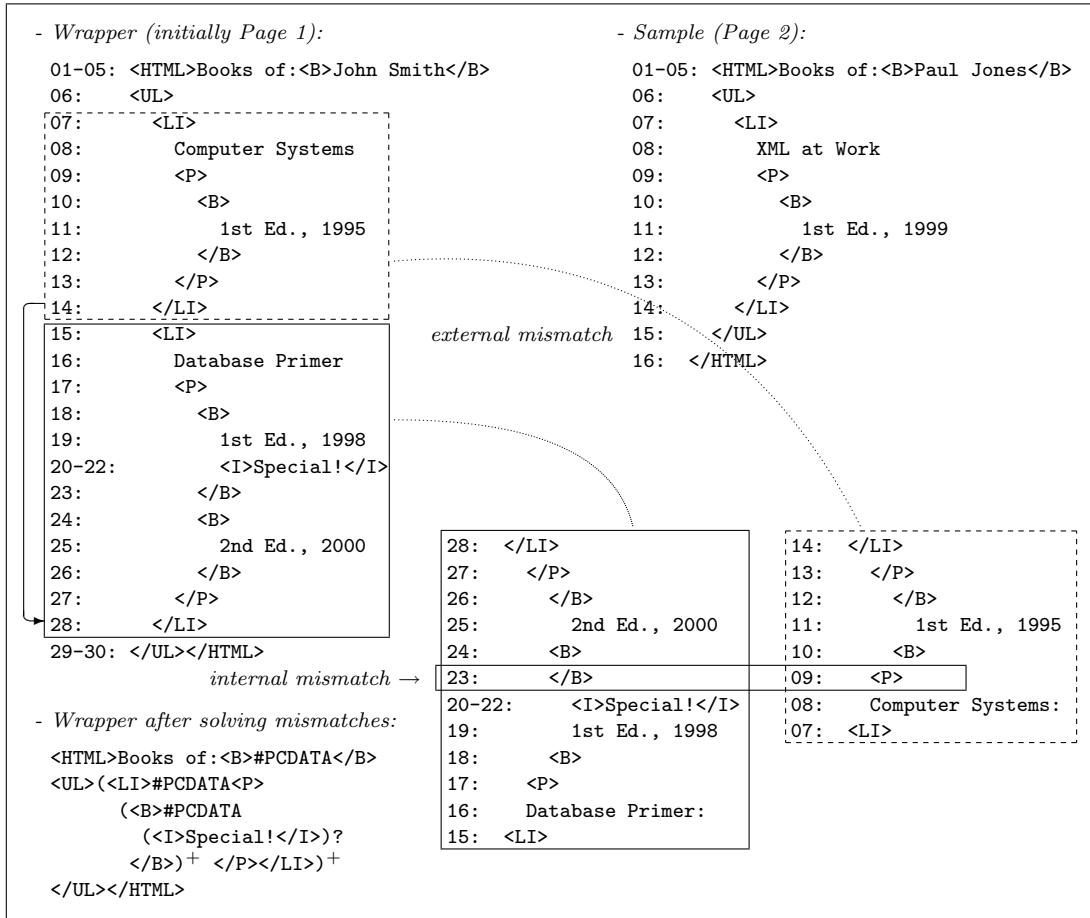 - Wrapper (initially Page 1):
01-05: <HTML>Books of:<B>John Smith</B>
06: <UL>
07: <LI>
08: Computer Systems
09: <P>
10: <B>
11: 1st Ed., 1995
12: </B>
13: </P>
14: </LI>
15: <LI>
16: Database Primer
17: <P>
18: <B>
19: 1st Ed., 1998
20-22: <I>Special!</I>
23: </B>
24: <B>
25: 2nd Ed., 2000
26: </B>
27: </P>
28: </LI>
29-30: </UL></HTML>
- Sample (Page 2):
01-05: <HTML>Books of:<B>Paul Jones</B>
06: <UL>
07: <LI>
08: XML at Work
09: <P>
10: <B>
11: 1st Ed., 1999
12: </B>
13: </P>
14: </LI>
external mismatch 15: </UL>
16: </HTML>
28: </LI>
27: </P>
26: </B>
25: 2nd Ed., 2000
24: <B>
internal mismatch → 23: </B>
20-22: <I>Special!</I>
19: 1st Ed., 1998
18: <B>
17: <P>
16: Database Primer:
15: <LI>
14: </LI>
13: </P>
12: </B>
11: 1st Ed., 1995
10: <B>
09: <P>
08: Computer Systems:
07: <LI>
- Wrapper after solving mismatches:
<HTML>Books of:<B>#PCDATA</B>
<UL>(<LI>#PCDATA<P>
(<B>#PCDATA
(<I>Special!</I>)?
</B>)+ </P></LI>)+
</UL></HTML>